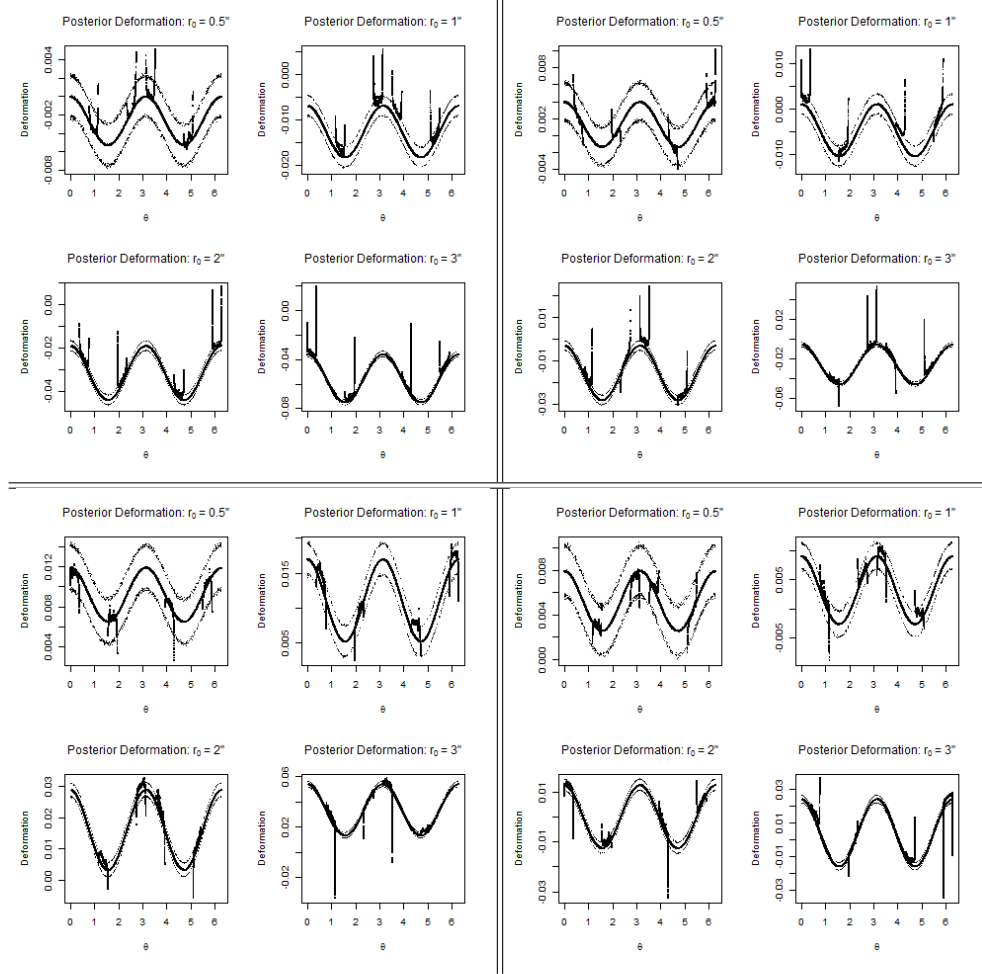 Posterior Deformation: r₀ = 0.5"
Deformation
-0.008 -0.002 0.004
0 1 2 3 4 5 6
θ
Posterior Deformation: r₀ = 1"
Deformation
-0.020 -0.010 0.000
0 1 2 3 4 5 6
θ
Posterior Deformation: r₀ = 2"
Deformation
-0.04 -0.02 0.00
0 1 2 3 4 5 6
θ
Posterior Deformation: r₀ = 3"
Deformation
-0.08 -0.04 0.00
0 1 2 3 4 5 6
θ
Posterior Deformation: r₀ = 0.5"
Deformation
-0.004 0.002 0.008
0 1 2 3 4 5 6
θ
Posterior Deformation: r₀ = 1"
Deformation
-0.010 0.000 0.010
0 1 2 3 4 5 6
θ
Posterior Deformation: r₀ = 2"
Deformation
-0.03 -0.01 0.01
0 1 2 3 4 5 6
θ
Posterior Deformation: r₀ = 3"
Deformation
-0.06 -0.02 0.02
0 1 2 3 4 5 6
θ
Posterior Deformation: r₀ = 0.5"
Deformation
0.004 0.008 0.012
0 1 2 3 4 5 6
θ
Posterior Deformation: r₀ = 1"
Deformation
0.005 0.015
0 1 2 3 4 5 6
θ
Posterior Deformation: r₀ = 2"
Deformation
0.00 0.01 0.02 0.03
0 1 2 3 4 5 6
θ
Posterior Deformation: r₀ = 3"
Deformation
-0.02 0.02 0.06
0 1 2 3 4 5 6
θ
Posterior Deformation: r₀ = 0.5"
Deformation
0.000 0.004 0.008
0 1 2 3 4 5 6
θ
Posterior Deformation: r₀ = 1"
Deformation
-0.005 0.005
0 1 2 3 4 5 6
θ
Posterior Deformation: r₀ = 2"
Deformation
-0.03 -0.01 0.01
0 1 2 3 4 5 6
θ
Posterior Deformation: r₀ = 3"
Deformation
-0.03 -0.01 0.01
0 1 2 3 4 5 6
θ